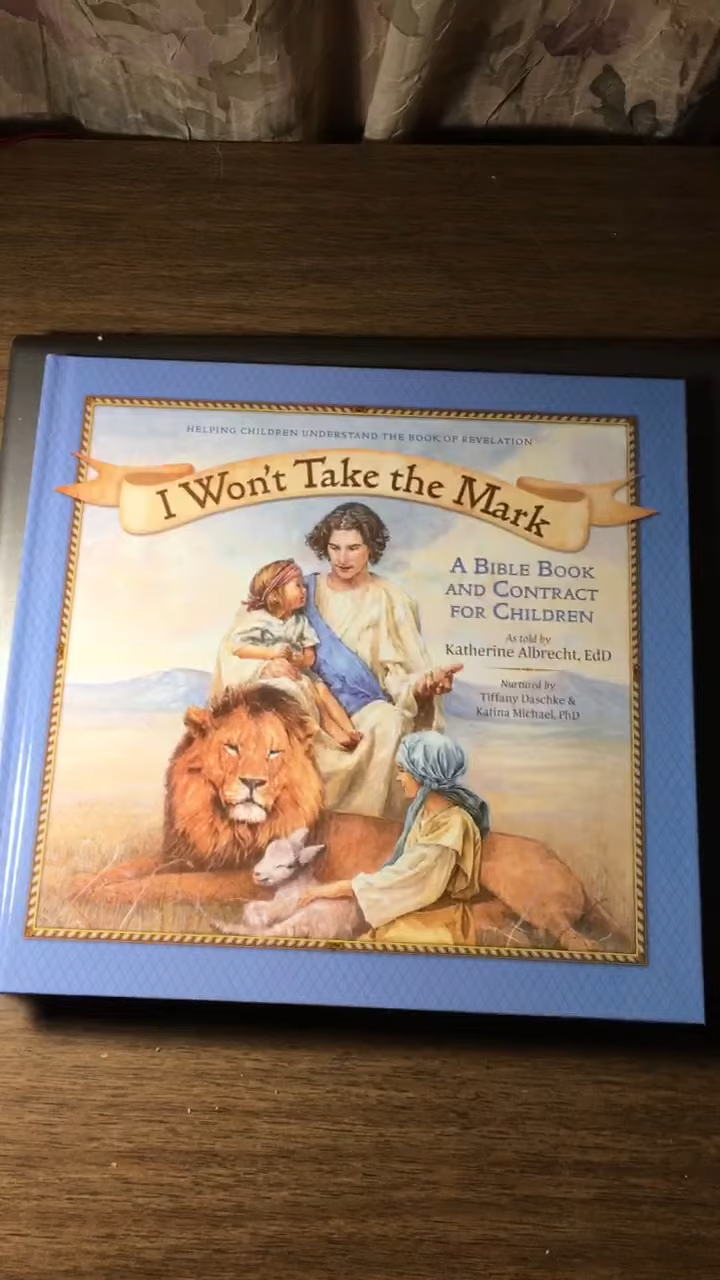 HELPING CHILDREN UNDERSTAND THE BOOK OF REVELATION
I Won't Take the Mark
A BIBLE BOOK
AND CONTRACT
FOR CHILDREN
As told by
Katherine Albrecht, EdD
Nurtured by
Tiffany Daschke &
Katina Michael, PhD